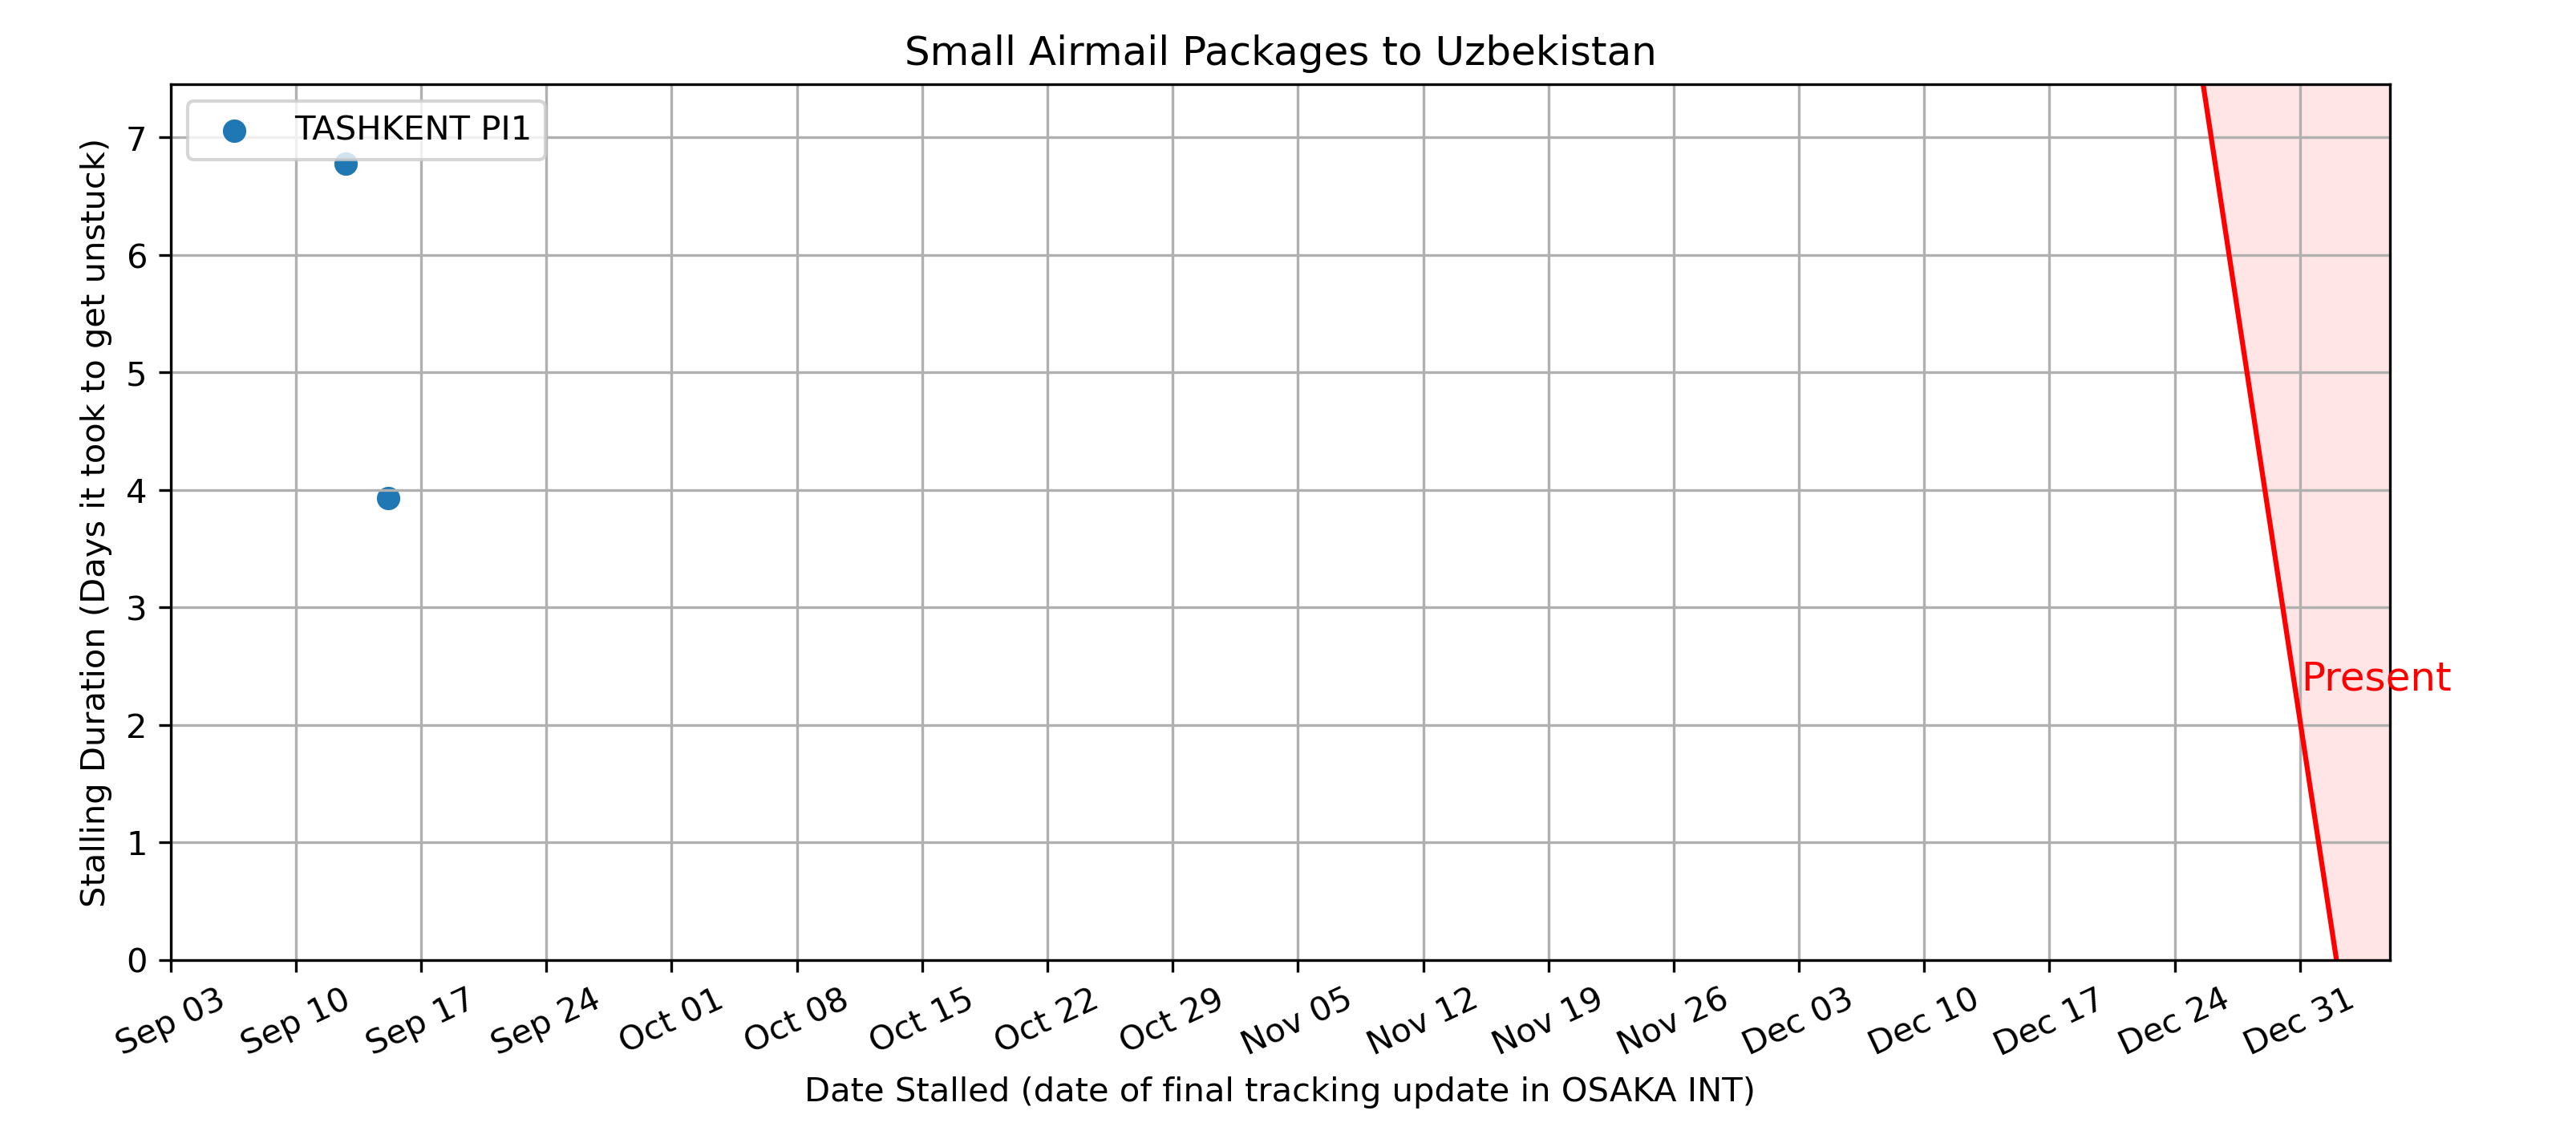 Small Airmail Packages to Uzbekistan
TASHKENT PI1
Stalling Duration (Days it took to get unstuck)
7
6
5
4
3
2
1
0
Present
Sep 03
Sep 10
Sep 17
Sep 24
Oct 01
Oct 08
Oct 15
Oct 22
Oct 29
Nov 05
Nov 12
Nov 19
Nov 26
Dec 03
Dec 10
Dec 17
Dec 24
Dec 31
Date Stalled (date of final tracking update in OSAKA INT)